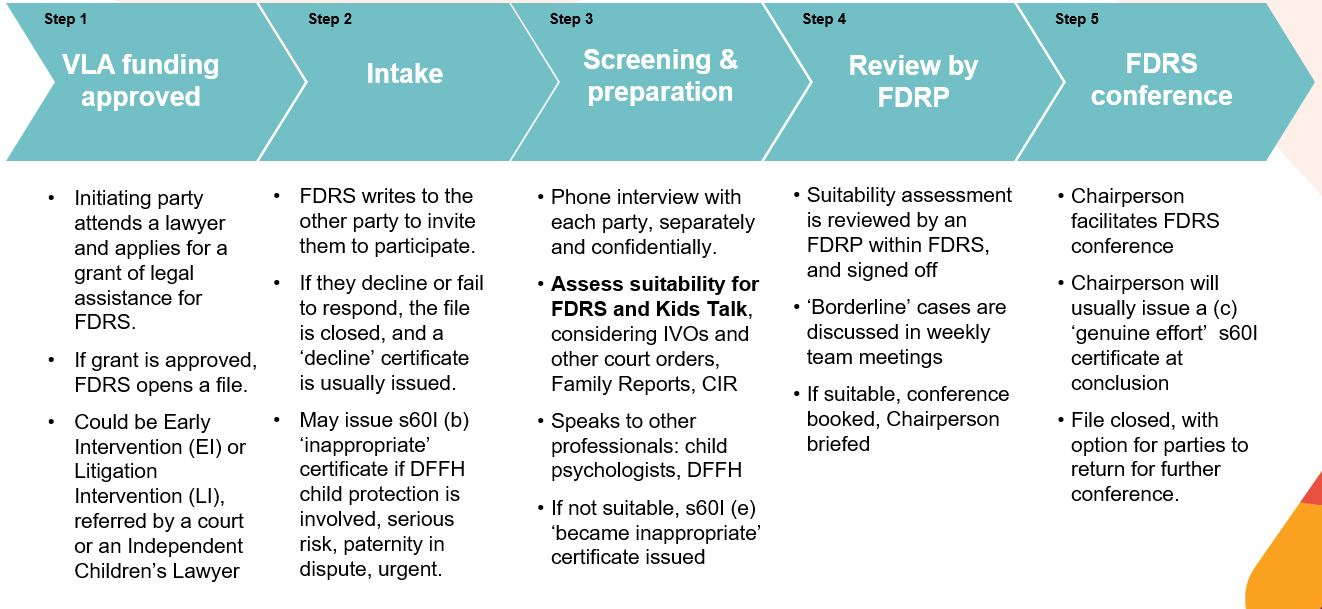 Step 1
VLA funding
approved
• Initiating party
attends a lawyer
and applies for a
grant of legal
assistance for
FDRS.
• If grant is approved,
FDRS opens a file.
• Could be Early
Intervention (EI) or
Litigation
Intervention (LI),
referred by a court
or an Independent
Children’s Lawyer
Step 2
Intake
• FDRS writes to the
other party to invite
them to participate.
• If they decline or fail
to respond, the file
is closed, and a
‘decline’ certificate
is usually issued.
• May issue s60I (b)
‘inappropriate’
certificate if DFFH
child protection is
involved, serious
risk, paternity in
dispute, urgent.
Step 3
Screening &
preparation
• Phone interview with
each party, separately
and confidentially.
• Assess suitability for
FDRS and Kids Talk,
considering IVOs and
other court orders,
Family Reports, CIR
• Speaks to other
professionals: child
psychologists, DFFH
• If not suitable, s60I (e)
‘became inappropriate’
certificate issued
Step 4
Review by
FDRP
• Suitability assessment
is reviewed by an
FDRP within FDRS,
and signed off
• ‘Borderline’ cases are
discussed in weekly
team meetings
• If suitable, conference
booked, Chairperson
briefed
Step 5
FDRS
conference
• Chairperson
facilitates FDRS
conference
• Chairperson will
usually issue a (c)
‘genuine effort’ s60I
certificate at
conclusion
• File closed, with
option for parties to
return for further
conference.